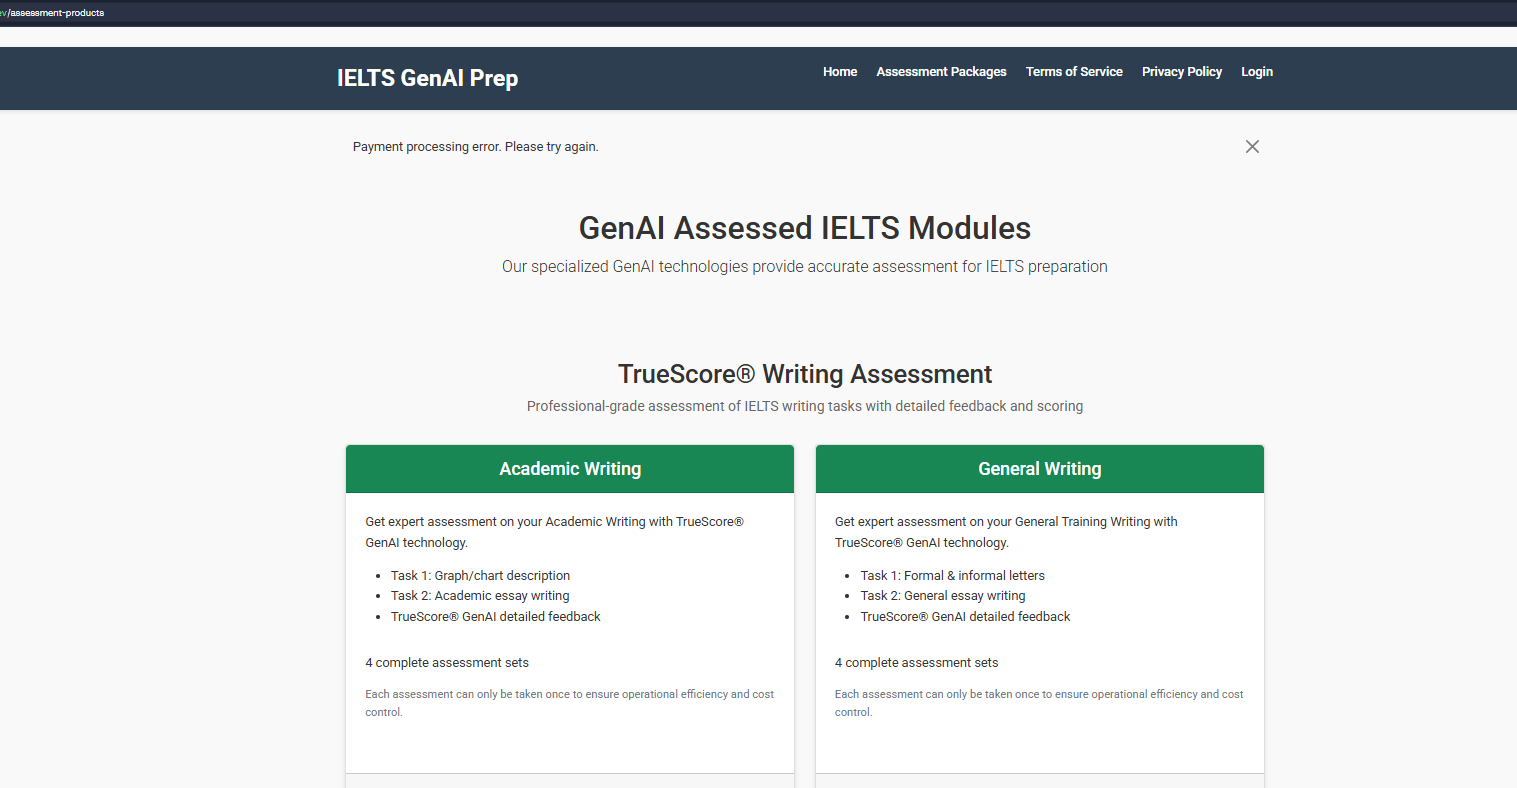 /assessment-products
IELTS GenAI Prep
Home Assessment Packages Terms of Service Privacy Policy Login
Payment processing error. Please try again.
GenAI Assessed IELTS Modules
Our specialized GenAI technologies provide accurate assessment for IELTS preparation
TrueScore® Writing Assessment
Professional-grade assessment of IELTS writing tasks with detailed feedback and scoring
Academic Writing
Get expert assessment on your Academic Writing with TrueScore®
GenAI technology.
• Task 1: Graph/chart description
• Task 2: Academic essay writing
• TrueScore® GenAI detailed feedback
4 complete assessment sets
Each assessment can only be taken once to ensure operational efficiency and cost
control.
General Writing
Get expert assessment on your General Training Writing with
TrueScore® GenAI technology.
• Task 1: Formal & informal letters
• Task 2: General essay writing
• TrueScore® GenAI detailed feedback
4 complete assessment sets
Each assessment can only be taken once to ensure operational efficiency and cost
control.